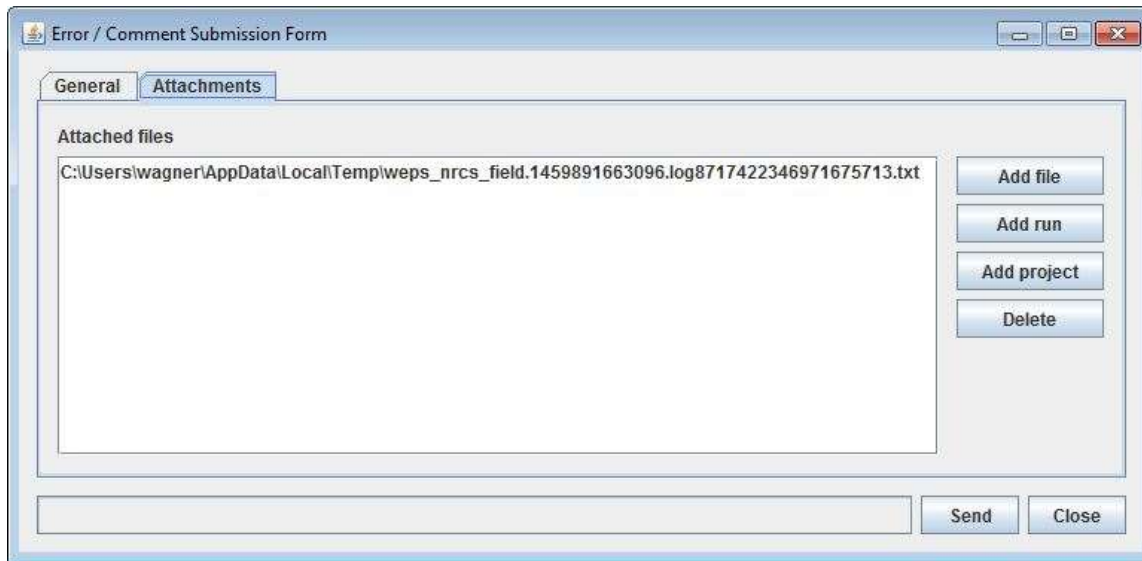 Error / Comment Submission Form
General
Attachments
Attached files
C:\Users\wagner\AppData\Local\Temp\weps_nrcs_field.1459891663096.log8717422346971675713.txt
Add file
Add run
Add project
Delete
Send
Close